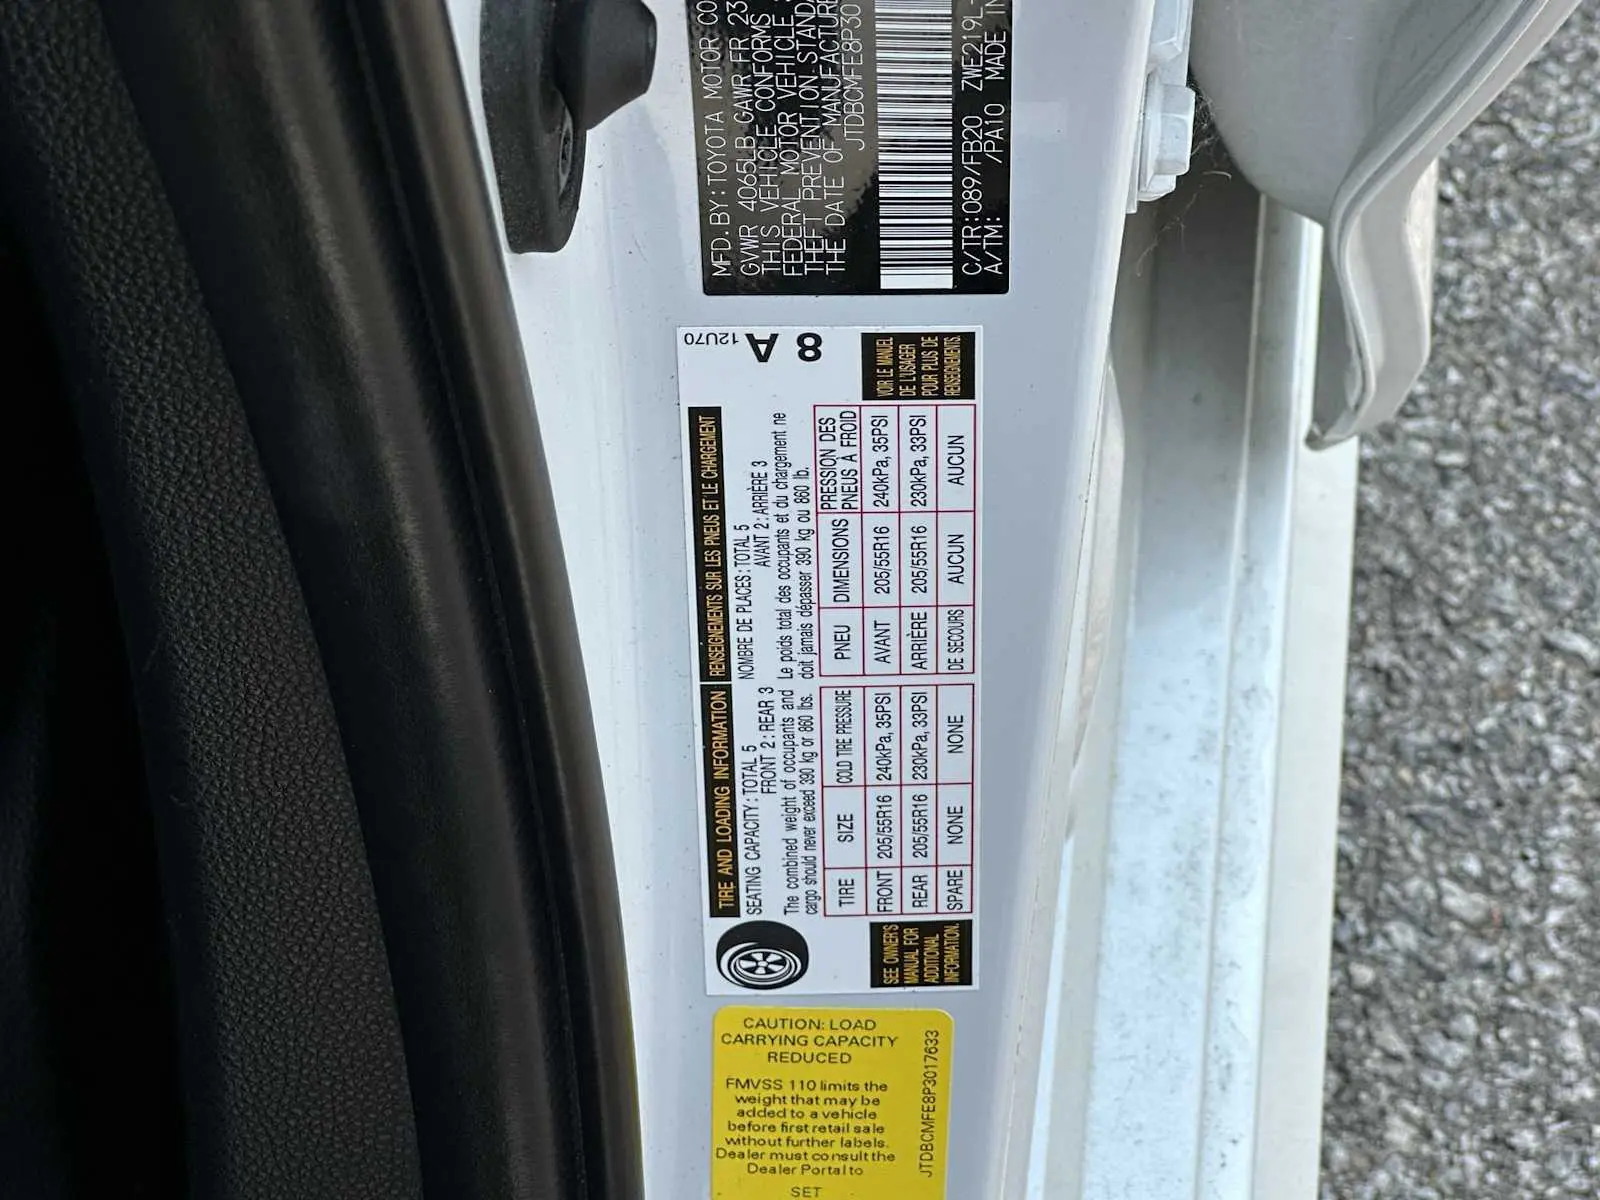 MFD.BY:TOYOTA MOTOR CO
GVWR 4065LB GAWR FR 23
THIS VEHICLE CONFORMS
FEDERAL MOTOR VEHICLE
THEFT PREVENTION STANDA
THE DATE OF MANUFACTURE
JTDBCMFE8P30
C/TR:089/FB20 ZWE219L-
A/TM: /PA10 MADE IN
12U70
8 A
TIRE AND LOADING INFORMATION
SEATING CAPACITY: TOTAL 5
FRONT 2: REAR 3
The combined weight of occupants and
cargo should never exceed 390 kg or 860 lbs.
TIRE SIZE COLD TIRE PRESSURE
FRONT 205/55R16 240kPa, 35PSI
REAR 205/55R16 230kPa, 33PSI
SPARE NONE NONE
SEE OWNER'S
MANUAL FOR
ADDITIONAL
INFORMATION.
RENSEIGNEMENTS SUR LES PNEUS ET LE CHARGEMENT
NOMBRE DE PLACES: TOTAL 5
AVANT 2: ARRIÈRE 3
Le poids total des occupants et du chargement ne
doit jamais dépasser 390 kg ou 860 lb.
PNEU DIMENSIONS PRESSION DES
PNEUS À FROID
AVANT 205/55R16 240kPa, 35PSI
ARRIÈRE 205/55R16 230kPa, 33PSI
DE SECOURS AUCUN AUCUN
VOIR LE MANUEL
DE L'USAGER
POUR PLUS DE
RENSEIGNEMENTS.
CAUTION: LOAD
CARRYING CAPACITY
REDUCED
FMVSS 110 limits the
weight that may be
added to a vehicle
before first retail sale
without further labels.
Dealer must consult the
Dealer Portal to
SET
JTDBCMFE8P3017633